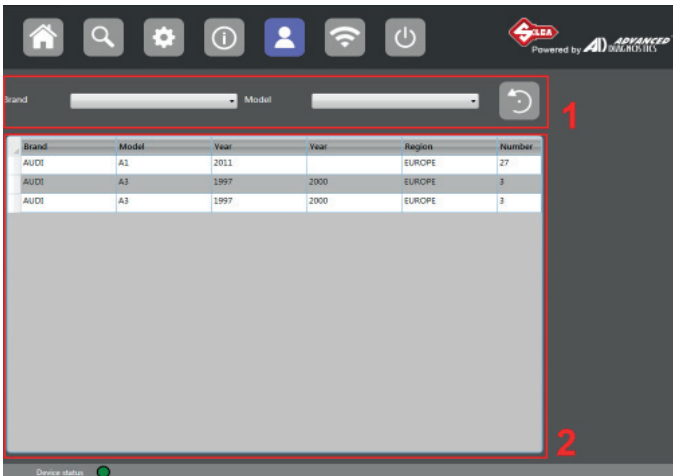 SILCA
Powered by AD ADVANCED DIAGNOSTICS
Brand Model
1
Brand Model Year Year Region Number
AUDI A1 2011 EUROPE 27
AUDI A3 1997 2000 EUROPE 3
AUDI A3 1997 2000 EUROPE 3
2
Device status